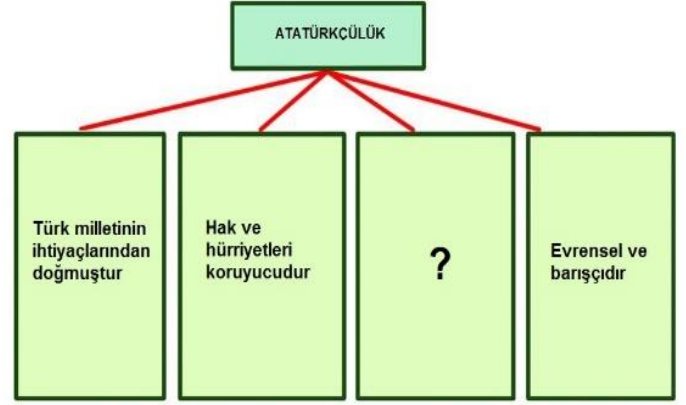 ATATÜRKÇÜLÜK
Türk milletinin
ihtiyaçlarından
doğmuştur
Hak ve
hürriyetleri
koruyucudur
?
Evrensel ve
barışçıdır